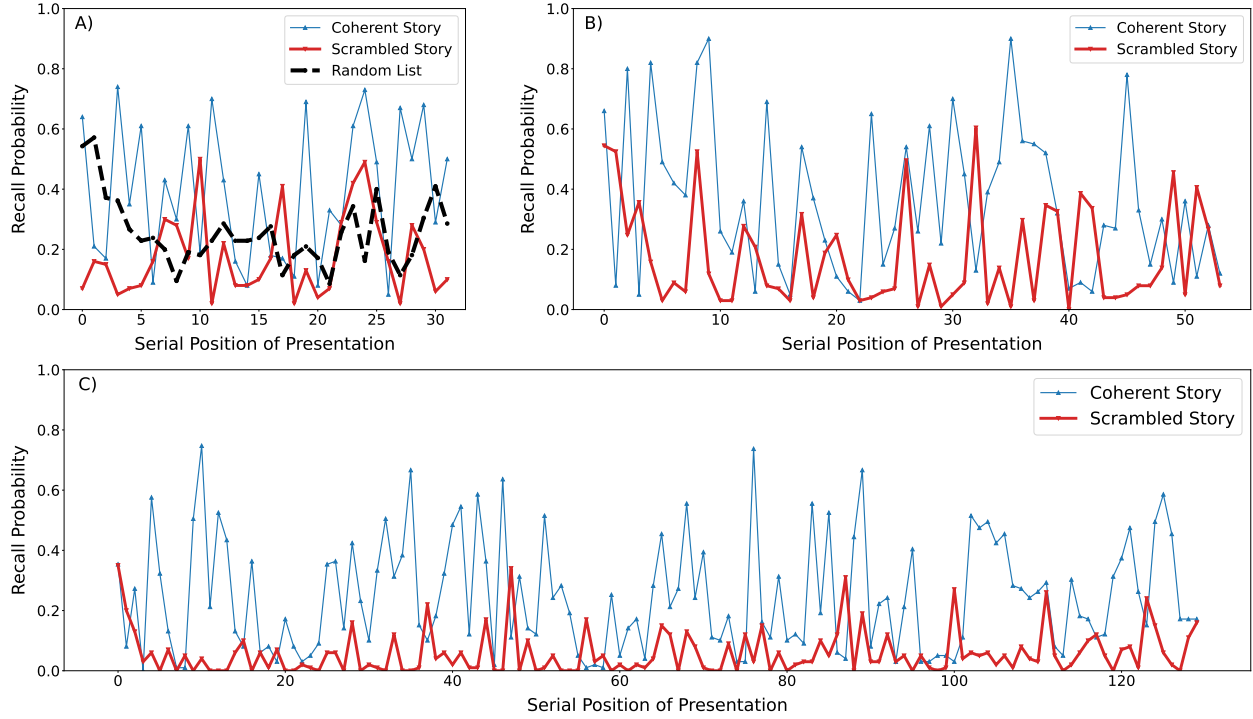 A)
Coherent Story
Scrambled Story
Random List
1.0
0.8
0.6
0.4
0.2
0.0
Recall Probability
0 5 10 15 20 25 30
Serial Position of Presentation
B)
Coherent Story
Scrambled Story
1.0
0.8
0.6
0.4
0.2
0.0
Recall Probability
0 10 20 30 40 50
Serial Position of Presentation
C)
Coherent Story
Scrambled Story
1.0
0.8
0.6
0.4
0.2
0.0
Recall Probability
0 20 40 60 80 100 120
Serial Position of Presentation